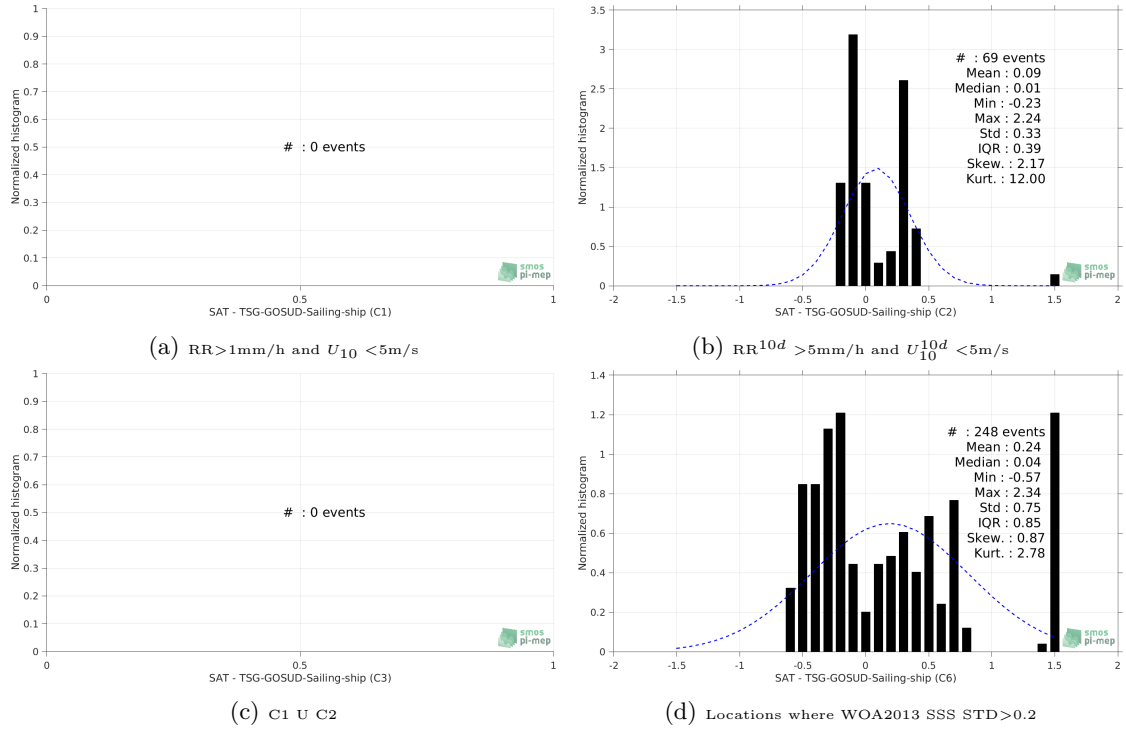 1
0.9
0.8
0.7
0.6
0.5
0.4
0.3
0.2
0.1
0
Normalized histogram
# : 0 events
smos
pi-mep
0
0.5
1
SAT - TSG-GOSUD-Sailing-ship (C1)
(a) RR>1mm/h and U10 <5m/s
3.5
3
2.5
2
1.5
1
0.5
0
Normalized histogram
# : 69 events
Mean : 0.09
Median : 0.01
Min : -0.23
Max : 2.24
Std : 0.33
IQR : 0.39
Skew. : 2.17
Kurt. : 12.00
smos
pi-mep
-2
-1.5
-1
-0.5
0
0.5
1
1.5
2
SAT - TSG-GOSUD-Sailing-ship (C2)
(b) RR^10d >5mm/h and U10^10d <5m/s
1
0.9
0.8
0.7
0.6
0.5
0.4
0.3
0.2
0.1
0
Normalized histogram
# : 0 events
smos
pi-mep
0
0.5
1
SAT - TSG-GOSUD-Sailing-ship (C3)
(c) C1 U C2
1.4
1.2
1
0.8
0.6
0.4
0.2
0
Normalized histogram
# : 248 events
Mean : 0.24
Median : 0.04
Min : -0.57
Max : 2.34
Std : 0.75
IQR : 0.85
Skew. : 0.87
Kurt. : 2.78
smos
pi-mep
-2
-1.5
-1
-0.5
0
0.5
1
1.5
2
SAT - TSG-GOSUD-Sailing-ship (C6)
(d) Locations where WOA2013 SSS STD>0.2